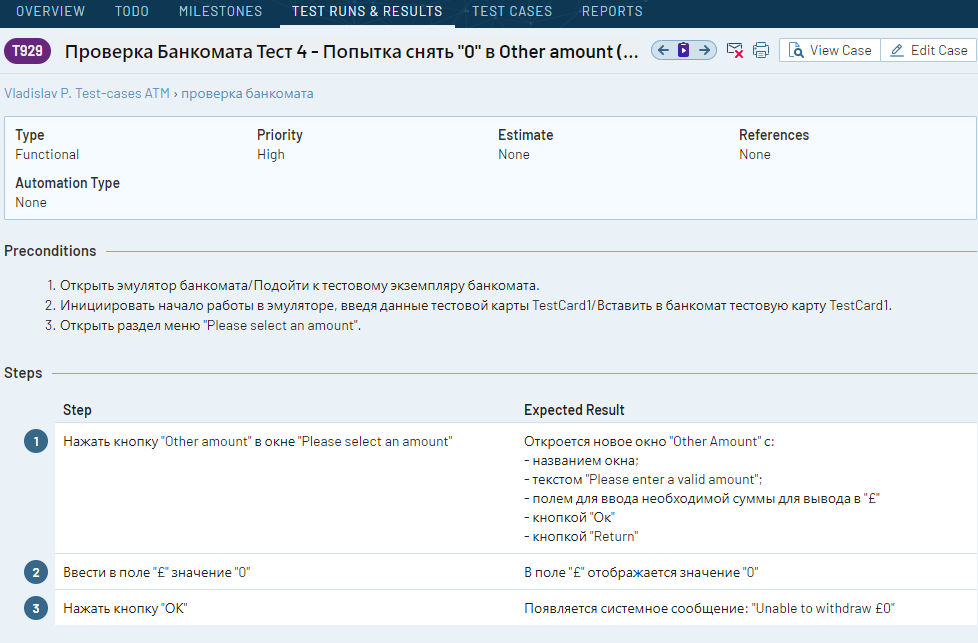 OVERVIEW TODO MILESTONES TEST RUNS & RESULTS TEST CASES REPORTS
T929 Проверка Банкомата Тест 4 - Попытка снять "0" в Other amount (... View Case Edit Case
Vladislav P. Test-cases ATM › проверка банкомата
Type Priority Estimate References
Functional High None None
Automation Type
None
Preconditions
1. Открыть эмулятор банкомата/Подойти к тестовому экземпляру банкомата.
2. Инициировать начало работы в эмуляторе, введя данные тестовой карты TestCard1/Вставить в банкомат тестовую карту TestCard1.
3. Открыть раздел меню "Please select an amount".
Steps
Step Expected Result
1 Нажать кнопку "Other amount" в окне "Please select an amount" Откроется новое окно "Other Amount" с:
- названием окна;
- текстом "Please enter a valid amount";
- полем для ввода необходимой суммы для вывода в "£"
- кнопкой "Ок"
- кнопкой "Return"
2 Ввести в поле "£" значение "0" В поле "£" отображается значение "0"
3 Нажать кнопку "OK" Появляется системное сообщение: "Unable to withdraw £0"